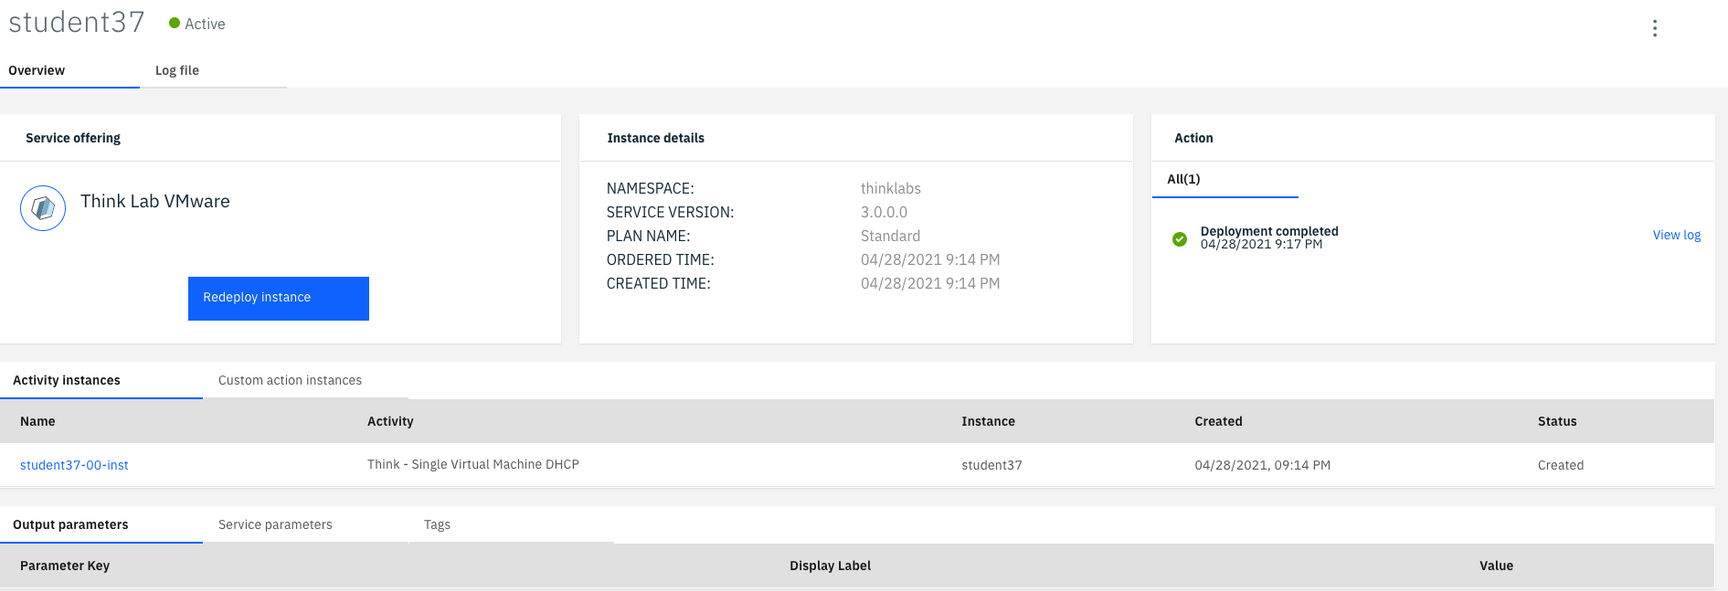 student37 Active
Overview Log file
Service offering
Think Lab VMware
Redeploy instance
Instance details
NAMESPACE: thinklabs
SERVICE VERSION: 3.0.0.0
PLAN NAME: Standard
ORDERED TIME: 04/28/2021 9:14 PM
CREATED TIME: 04/28/2021 9:14 PM
Action
All(1)
Deployment completed
04/28/2021 9:17 PM
View log
Activity instances Custom action instances
Name Activity Instance Created Status
student37-00-inst Think - Single Virtual Machine DHCP student37 04/28/2021, 09:14 PM Created
Output parameters Service parameters Tags
Parameter Key Display Label Value